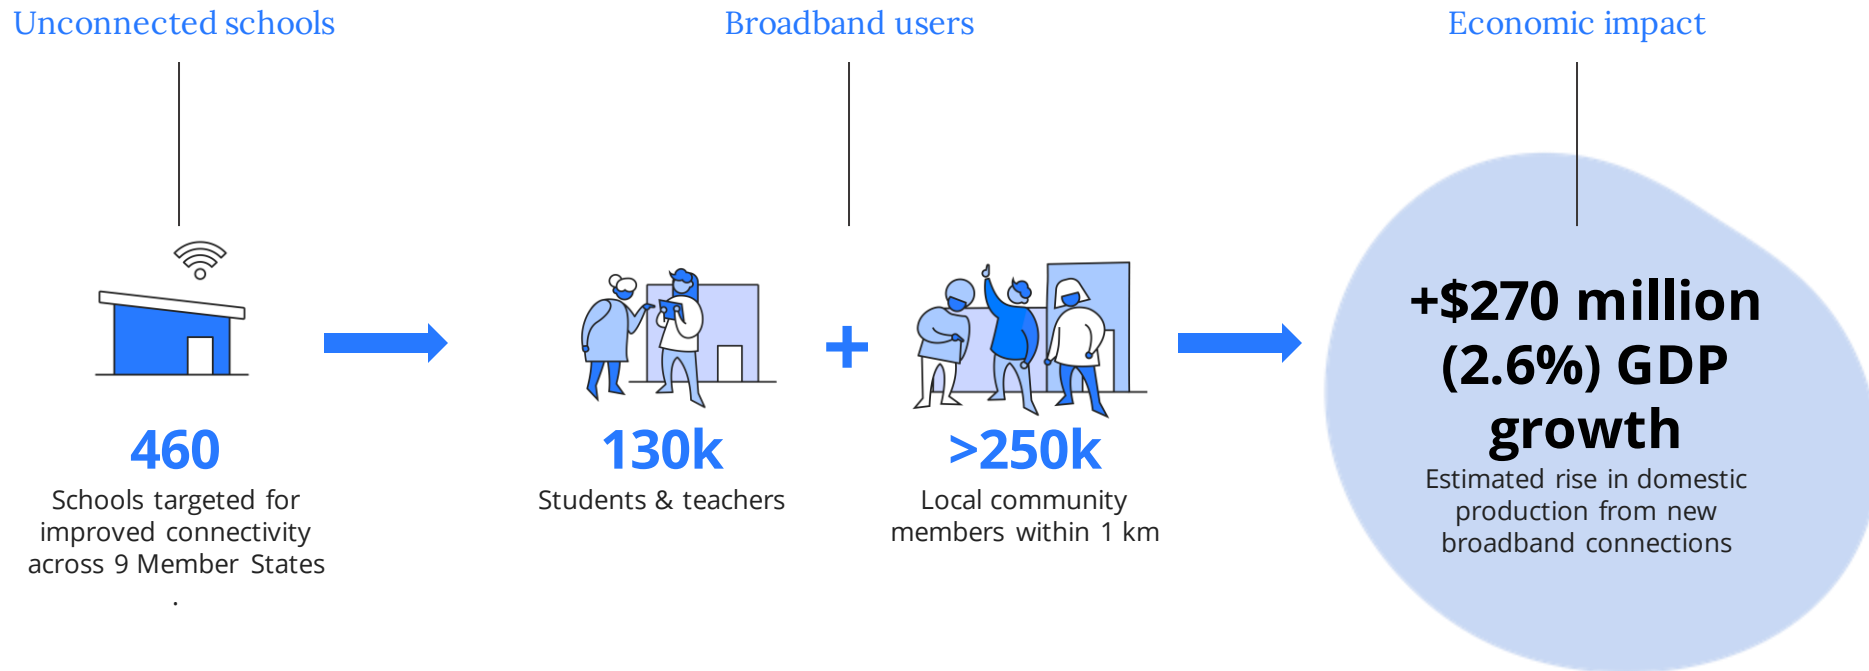 Unconnected schools
Broadband users
Economic impact
460
Schools targeted for
improved connectivity
across 9 Member States
.
130k
Students & teachers
+
>250k
Local community
members within 1 km
+$270 million
(2.6%) GDP
growth
Estimated rise in domestic
production from new
broadband connections